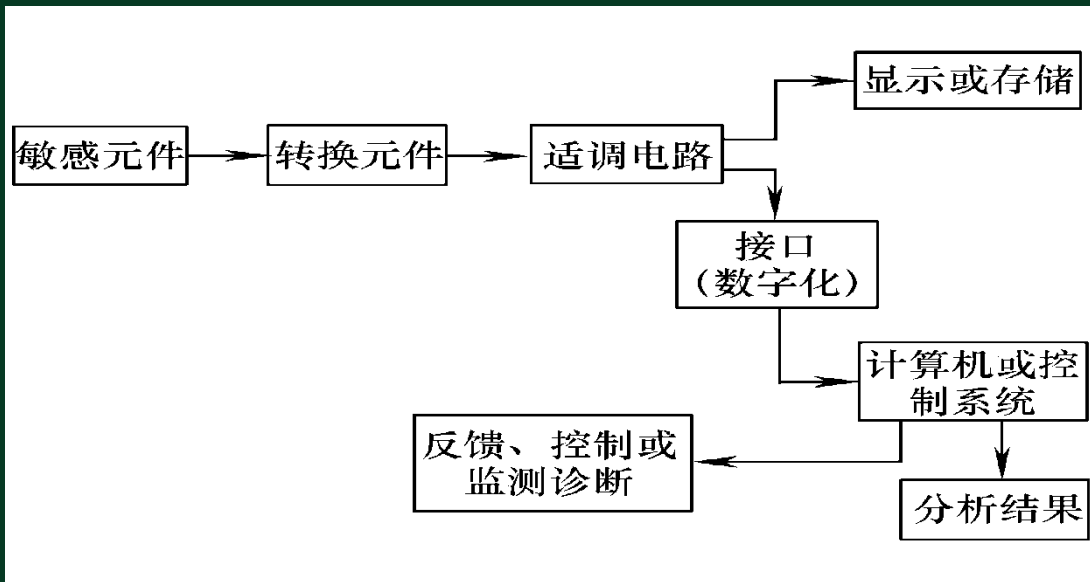 显示或存储
敏感元件
转换元件
适调电路
接口
（数字化）
计算机或控
制系统
反馈、控制或
监测诊断
分析结果